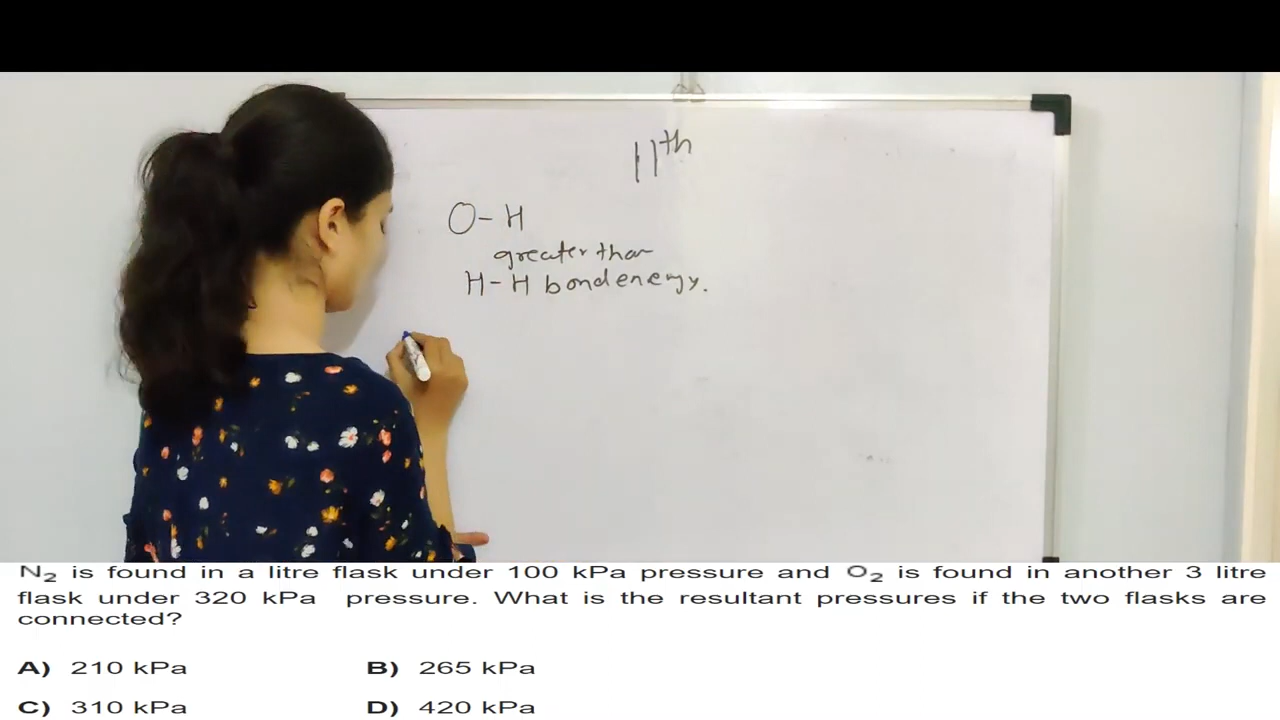 11th
O-H
greater than
H-H bond energy.
N2 is found in a litre flask under 100 kPa pressure and O2 is found in another 3 litre
flask under 320 kPa pressure. What is the resultant pressures if the two flasks are
connected?
A) 210 kPa B) 265 kPa
C) 310 kPa D) 420 kPa